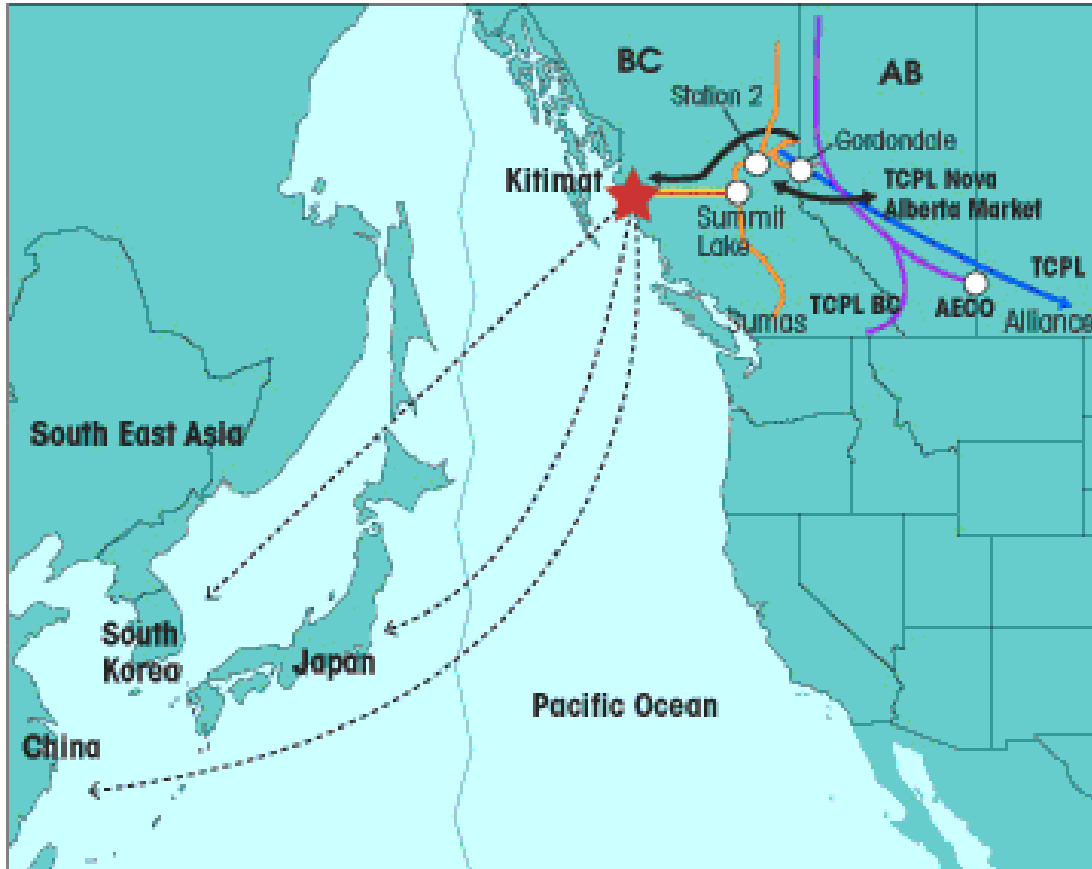 BC
AB
Station 2
Gordondale
Kitimat
TCPL Nova
Alberta Market
Summit
Lake
TCPL
TCPL BC
AECO
Sumas
Alliance
South East Asia
South
Korea
Japan
Pacific Ocean
China